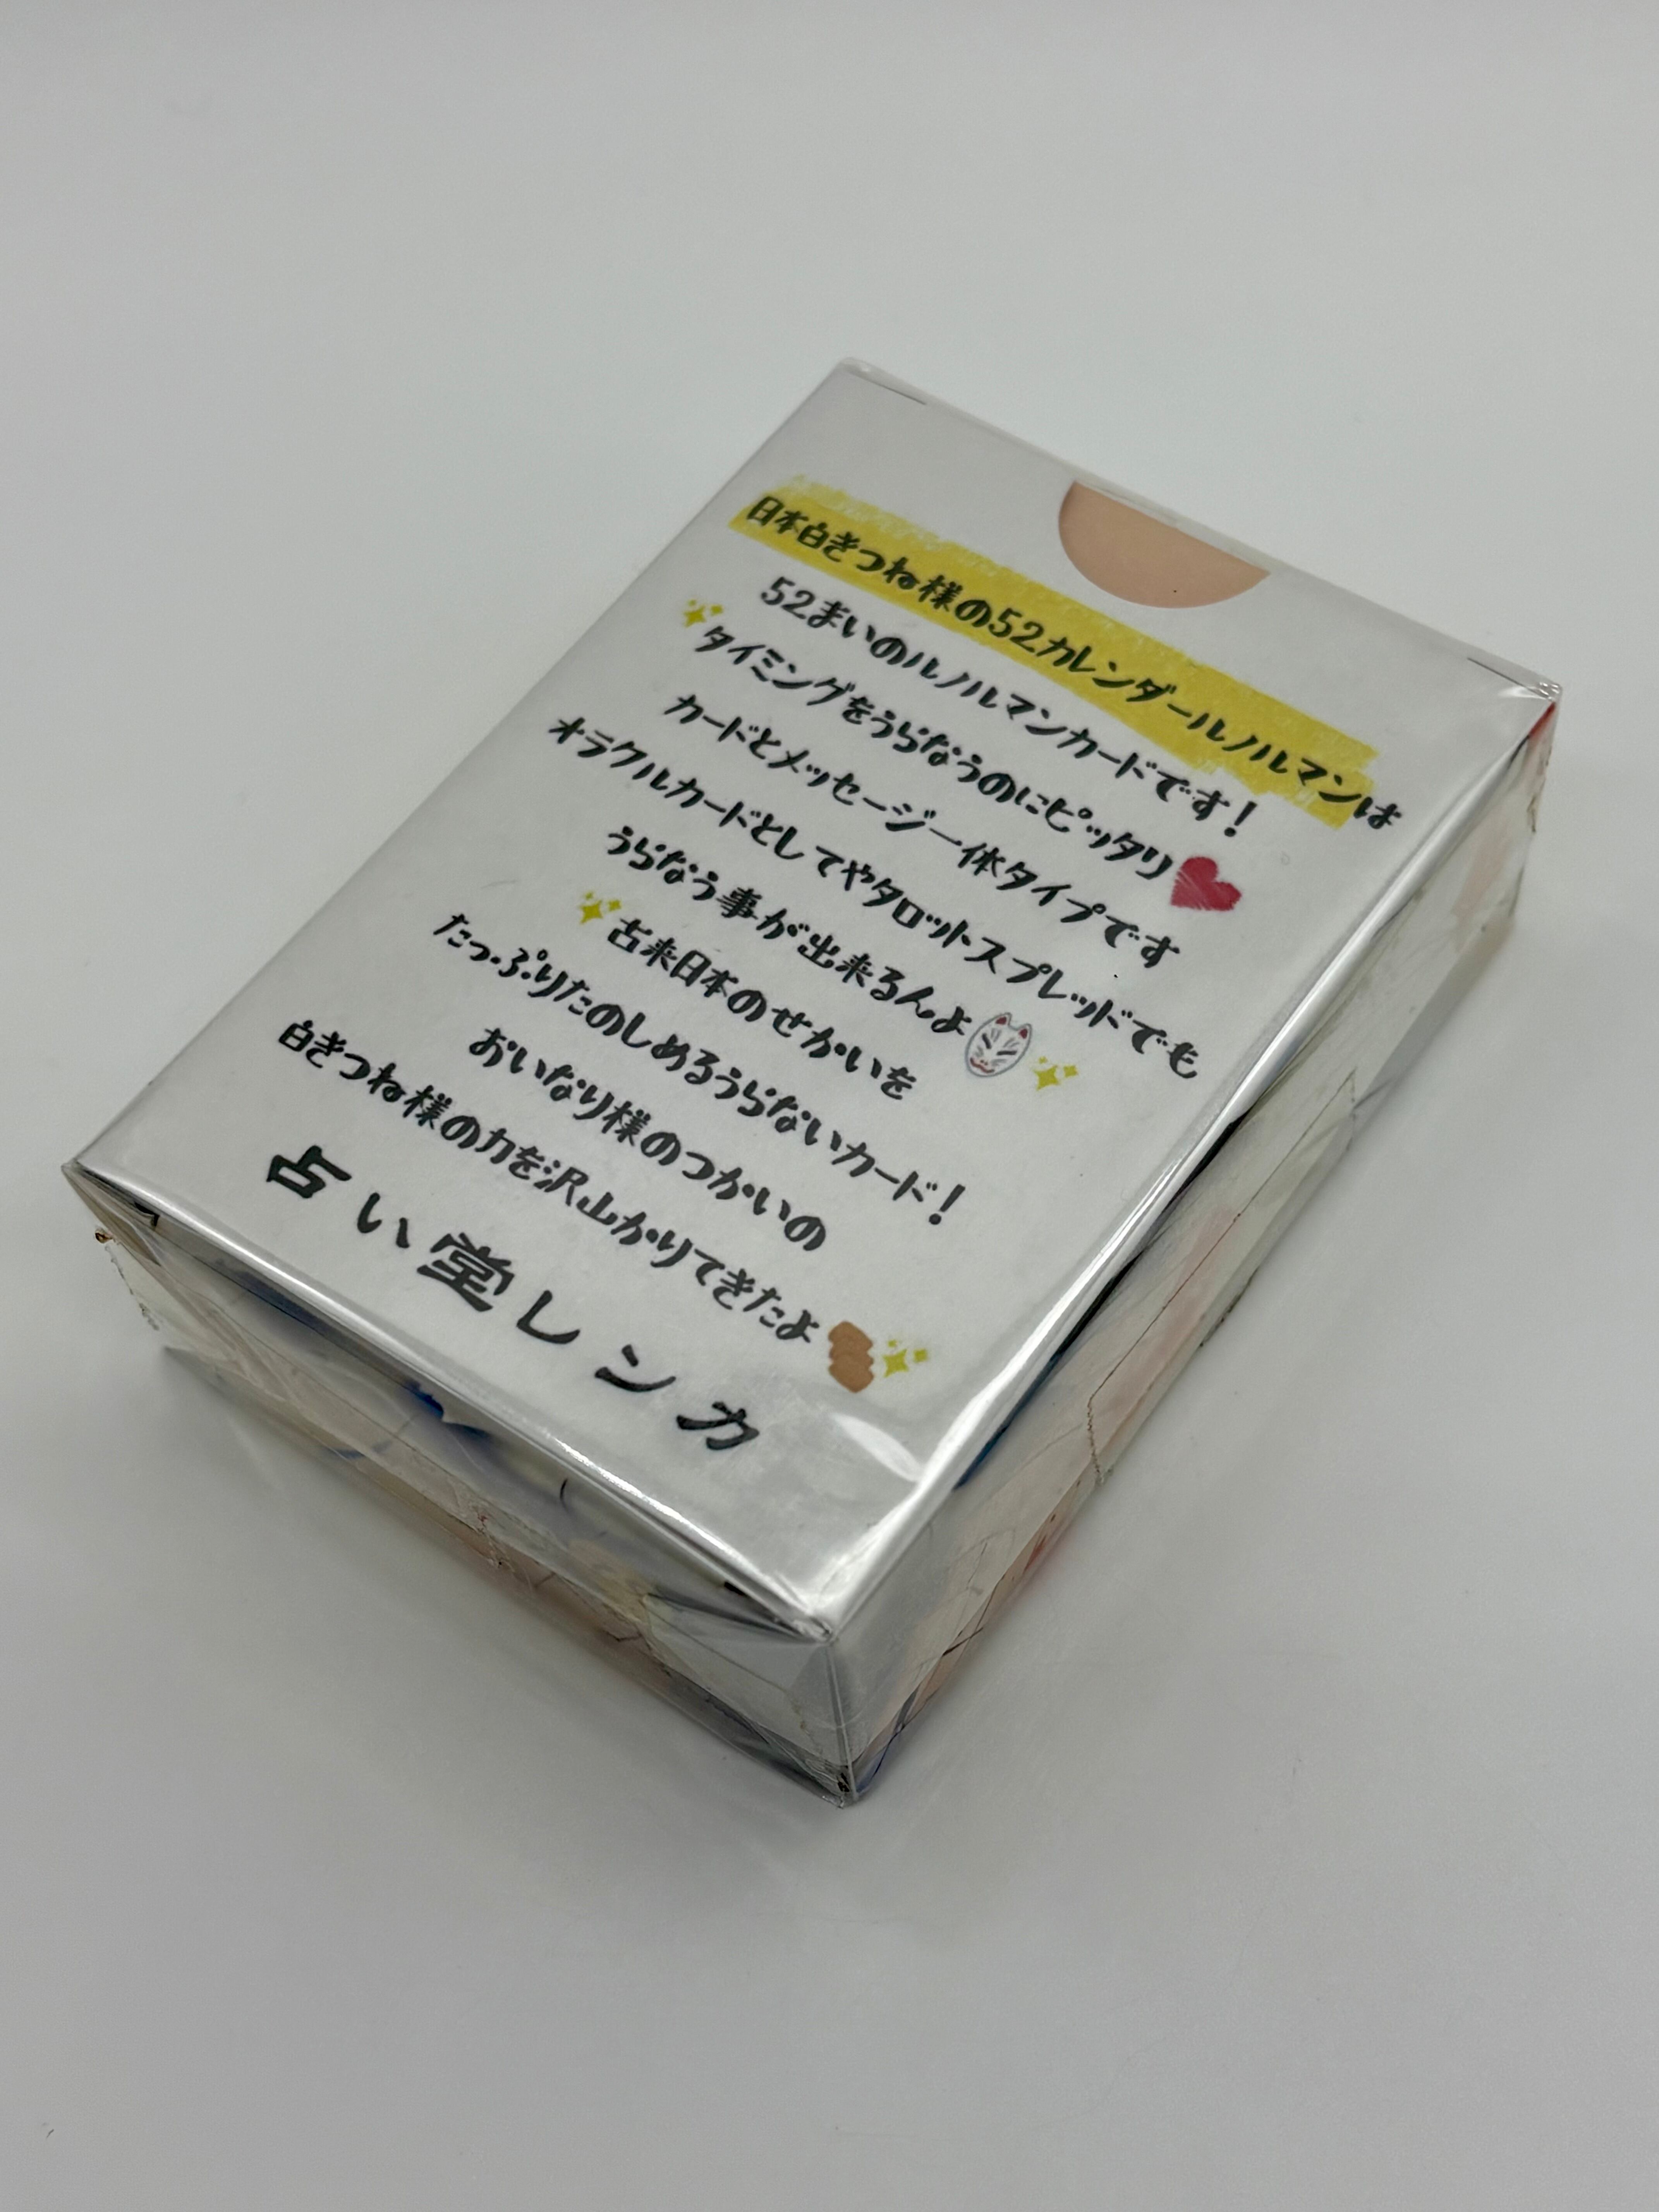 日本白きつね様の52カレンダールノルマンは
52まいのルノルマンカードです!
タイミングをうらなうのにピッタリ
カードとメッセージ一体タイプです
オラクルカードとしてやタロットスプレッドでも
うらなう事が出来るんよ
古来日本のせかいを
たっぷりたのしめるうらないカード!
おいなり様のつかいの
白きつね様の力を沢山かりてきたよ
占い堂レンカ